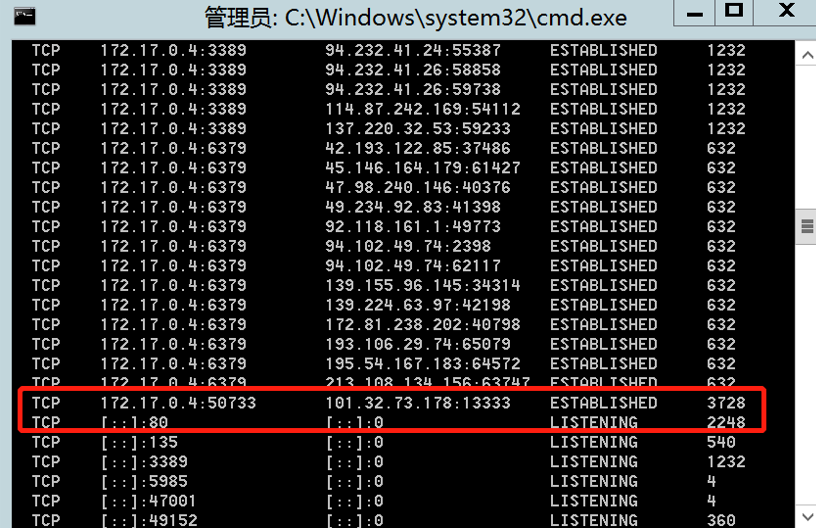 管理员: C:\Windows\system32\cmd.exe
TCP 172.17.0.4:3389 94.232.41.24:55387 ESTABLISHED 1232
TCP 172.17.0.4:3389 94.232.41.26:58858 ESTABLISHED 1232
TCP 172.17.0.4:3389 94.232.41.26:59738 ESTABLISHED 1232
TCP 172.17.0.4:3389 114.87.242.169:54112 ESTABLISHED 1232
TCP 172.17.0.4:3389 137.220.32.53:59233 ESTABLISHED 1232
TCP 172.17.0.4:6379 42.193.122.85:37486 ESTABLISHED 632
TCP 172.17.0.4:6379 45.146.164.179:61427 ESTABLISHED 632
TCP 172.17.0.4:6379 47.98.240.146:40376 ESTABLISHED 632
TCP 172.17.0.4:6379 49.234.92.83:41398 ESTABLISHED 632
TCP 172.17.0.4:6379 92.118.161.1:49773 ESTABLISHED 632
TCP 172.17.0.4:6379 94.102.49.74:2398 ESTABLISHED 632
TCP 172.17.0.4:6379 94.102.49.74:62117 ESTABLISHED 632
TCP 172.17.0.4:6379 139.155.96.145:34314 ESTABLISHED 632
TCP 172.17.0.4:6379 139.224.63.97:42198 ESTABLISHED 632
TCP 172.17.0.4:6379 172.81.238.202:40798 ESTABLISHED 632
TCP 172.17.0.4:6379 193.106.29.74:65079 ESTABLISHED 632
TCP 172.17.0.4:6379 195.54.167.183:64572 ESTABLISHED 632
TCP 172.17.0.4:6379 213.108.134.156:63747 ESTABLISHED 632
TCP 172.17.0.4:50733 101.32.73.178:13333 ESTABLISHED 3728
TCP [::]:80 [::]:0 LISTENING 2248
TCP [::]:135 [::]:0 LISTENING 540
TCP [::]:3389 [::]:0 LISTENING 1232
TCP [::]:5985 [::]:0 LISTENING 4
TCP [::]:47001 [::]:0 LISTENING 4
TCP [::]:49152 [::]:0 LISTENING 360